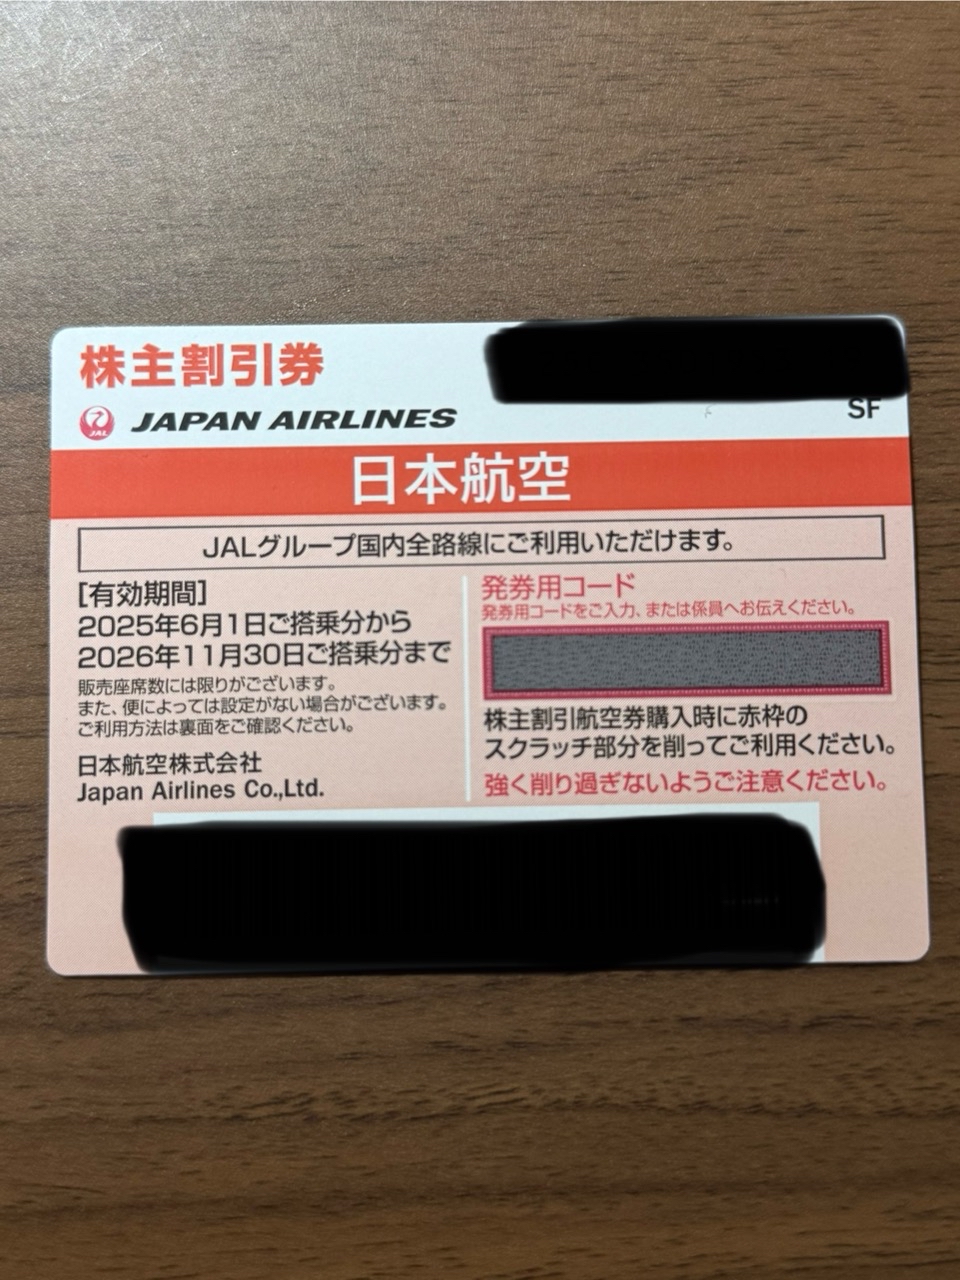 株主割引券
JAL JAPAN AIRLINES
SF
日本航空
JALグループ国内全路線にご利用いただけます。
[有効期間]
2025年6月1日ご搭乗分から
2026年11月30日ご搭乗分まで
販売座席数には限りがございます。
また、便によっては設定がない場合がございます。
ご利用方法は裏面をご確認ください。
日本航空株式会社
Japan Airlines Co.,Ltd.
発券用コード
発券用コードをご入力、または係員へお伝えください。
株主割引航空券購入時に赤枠の
スクラッチ部分を削ってご利用ください。
強く削り過ぎないようご注意ください。